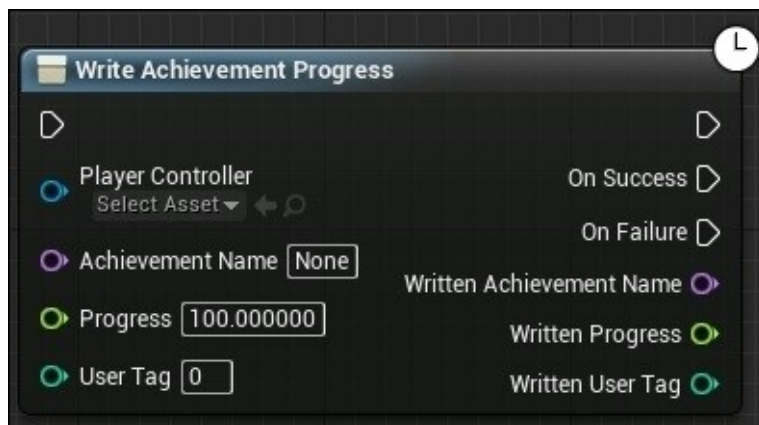 Write Achievement Progress
Player Controller
Select Asset
On Success
On Failure
Achievement Name None
Written Achievement Name
Progress 100.000000
Written Progress
User Tag 0
Written User Tag